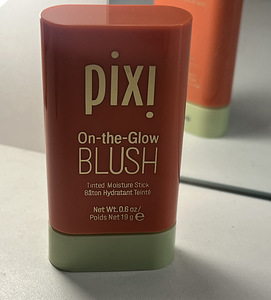 pixi
On-the-Glow
BLUSH
Tinted Moisture Stick
Bâton Hydratant Teinté
Net Wt. 0.6 oz /
Poids Net 19 g ℮